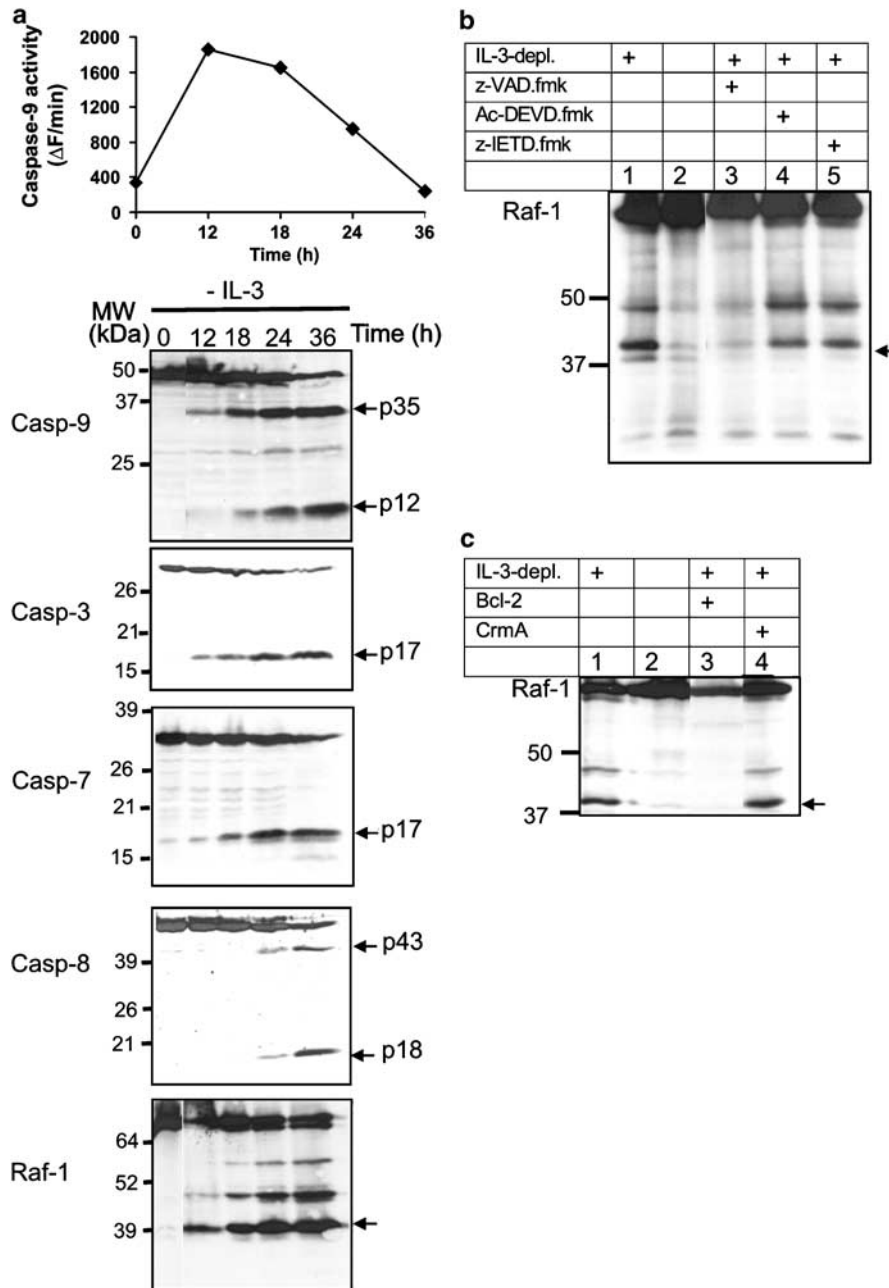 a
Caspase-9 activity
(ΔF/min)
2000
1600
1200
800
400
0
0 12 18 24 36
Time (h)
- IL-3
MW
(kDa) 0 12 18 24 36 Time (h)
Casp-9
50
37
25
p35
p12
Casp-3
26
21
15
p17
Casp-7
39
26
21
15
p17
Casp-8
39
26
21
p43
p18
Raf-1
64
52
39
b
IL-3-depl. + + + +
z-VAD.fmk +
Ac-DEVD.fmk +
z-IETD.fmk +
1 2 3 4 5
Raf-1
50
37
c
IL-3-depl. + + +
Bcl-2 +
CrmA +
1 2 3 4
Raf-1
50
37